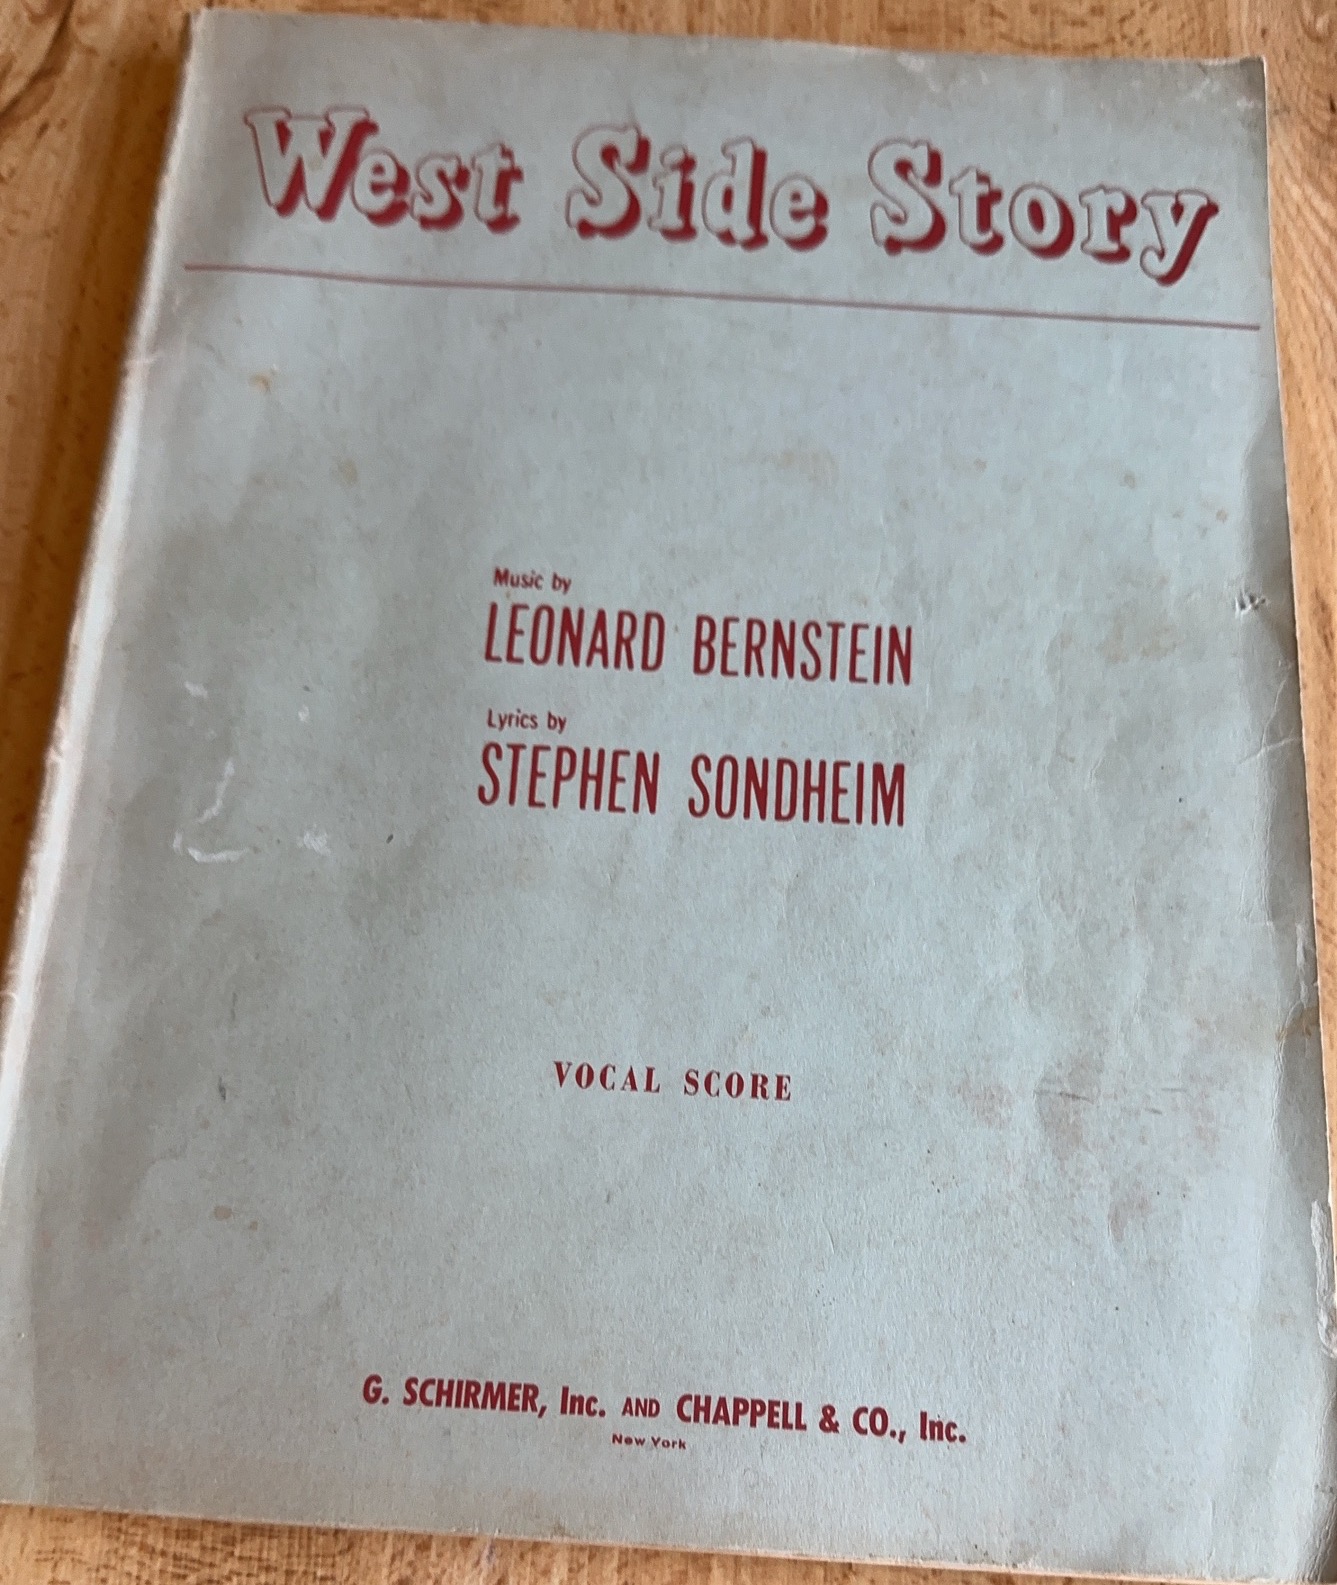 West Side Story
Music by
LEONARD BERNSTEIN
Lyrics by
STEPHEN SONDHEIM
VOCAL SCORE
G. SCHIRMER, Inc. AND CHAPPELL & CO., Inc.
New York